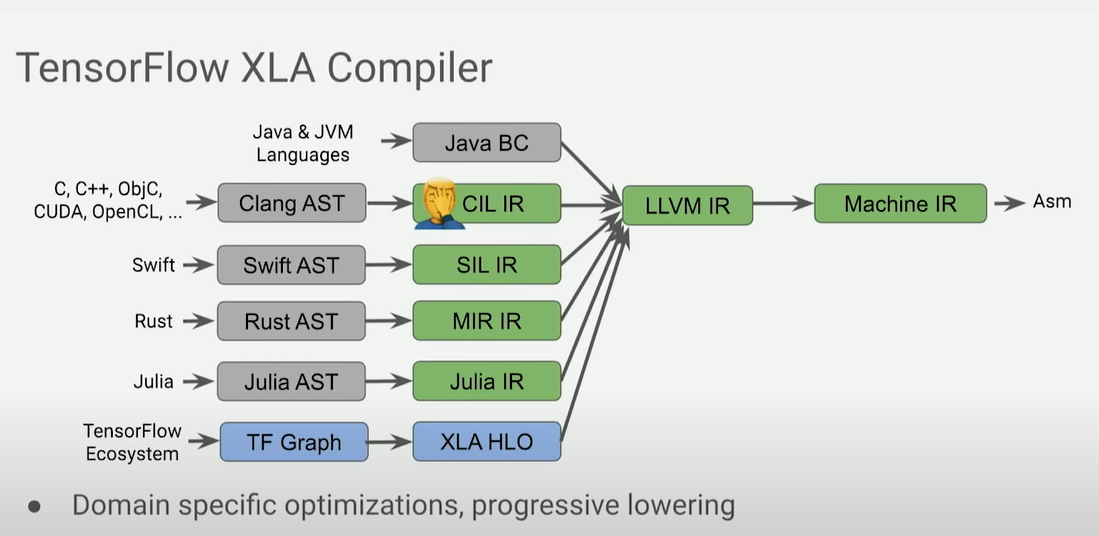 TensorFlow XLA Compiler
Java & JVM
Languages
Java BC
C, C++, ObjC,
CUDA, OpenCL, ...
Clang AST
CIL IR
LLVM IR
Machine IR
Asm
Swift
Swift AST
SIL IR
Rust
Rust AST
MIR IR
Julia
Julia AST
Julia IR
TensorFlow
Ecosystem
TF Graph
XLA HLO
● Domain specific optimizations, progressive lowering